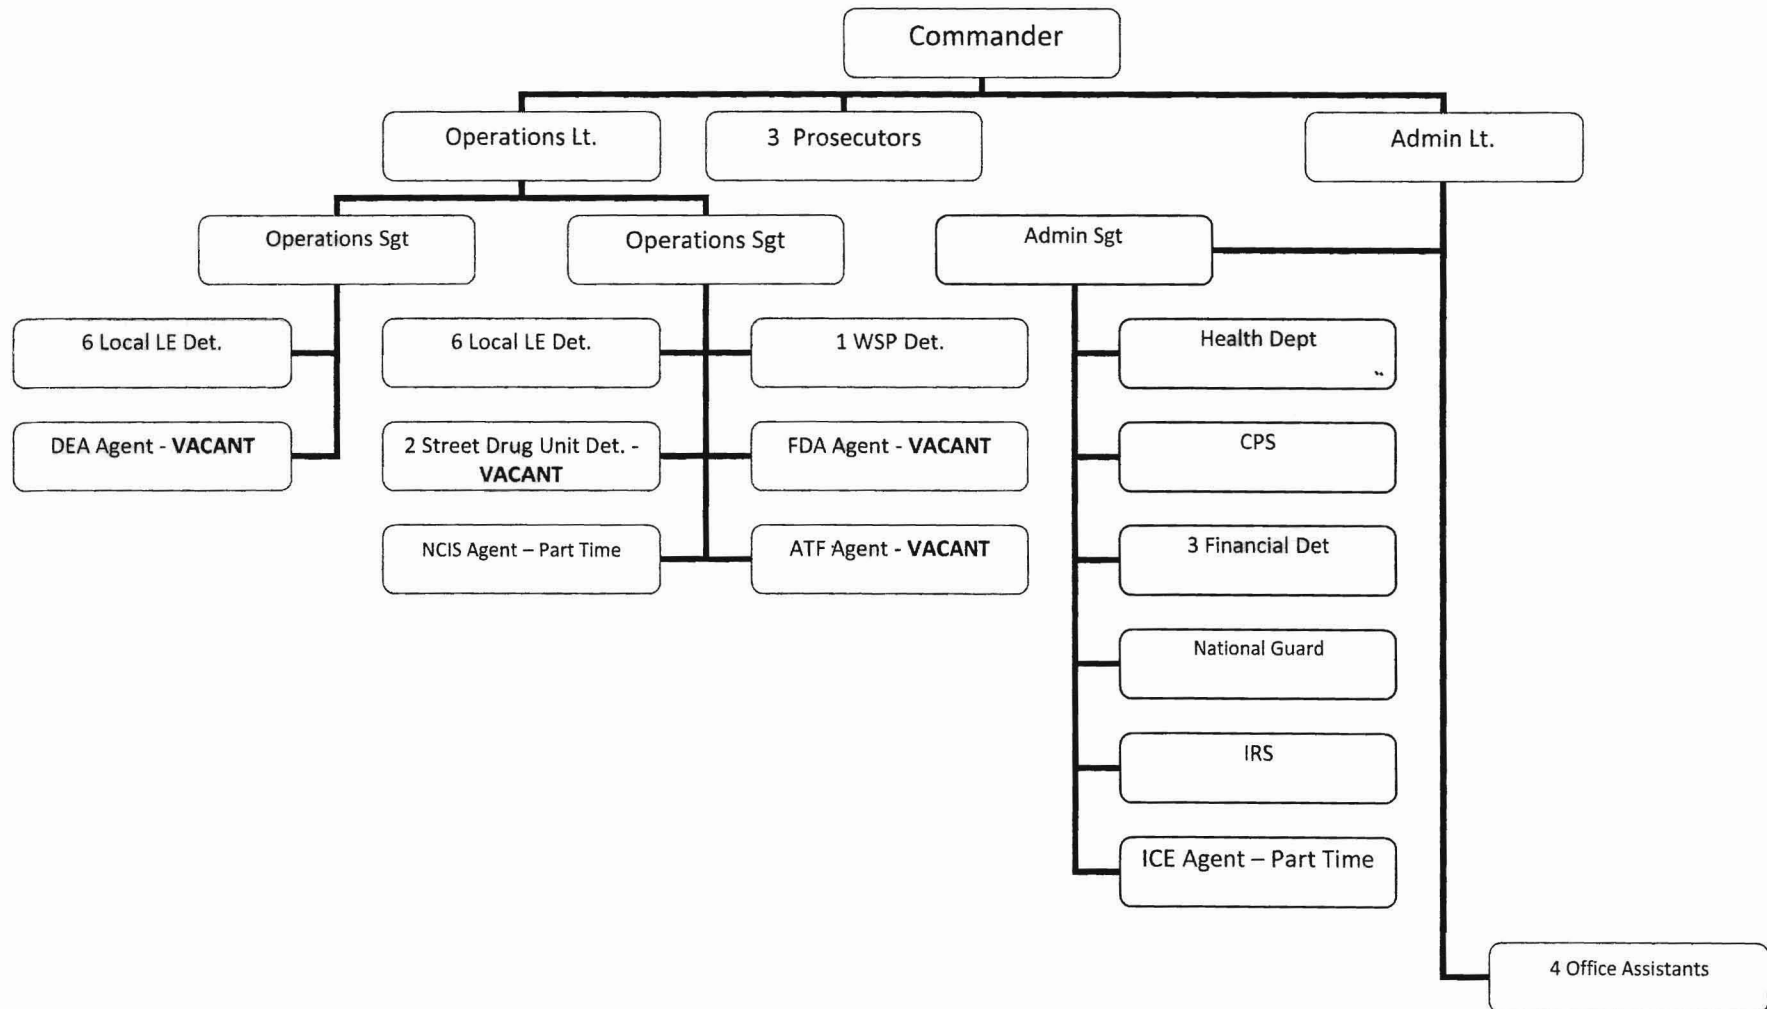 Commander
Operations Lt.
3 Prosecutors
Admin Lt.
Operations Sgt
Operations Sgt
Admin Sgt
6 Local LE Det.
6 Local LE Det.
1 WSP Det.
Health Dept
DEA Agent - VACANT
2 Street Drug Unit Det. -
VACANT
FDA Agent - VACANT
CPS
NCIS Agent – Part Time
ATF Agent - VACANT
3 Financial Det
National Guard
IRS
ICE Agent – Part Time
4 Office Assistants